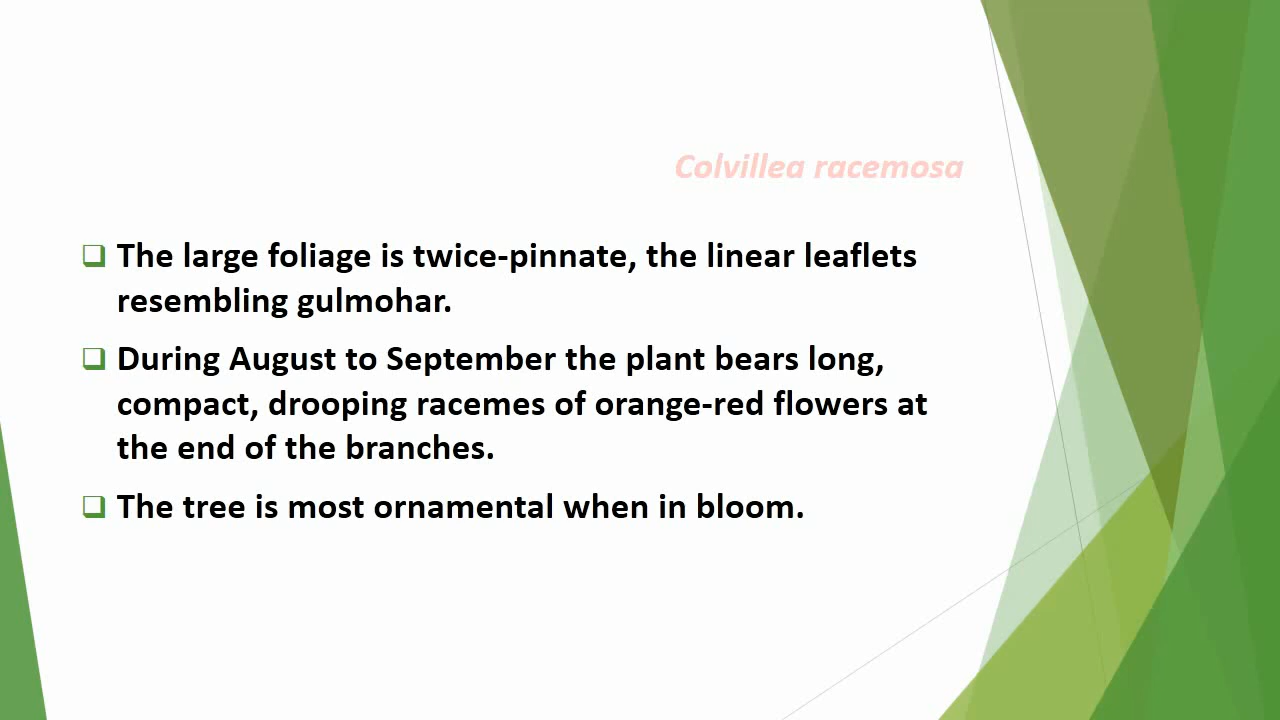 Colvillea racemosa
The large foliage is twice-pinnate, the linear leaflets
resembling gulmohar.
During August to September the plant bears long,
compact, drooping racemes of orange-red flowers at
the end of the branches.
The tree is most ornamental when in bloom.